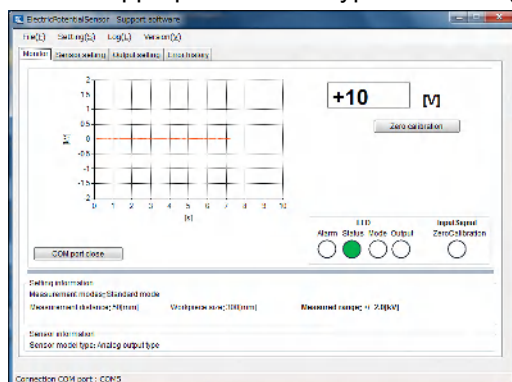 ElectricPotentialSensor Support software
File(F) Setting(S) Log(L) Version(V)
Monitor Sensor setting Output setting Error history
2
1.5
1
0.5
0
-0.5
-1
-1.5
2
[kV]
0 1 2 3 4 5 6 7 8 9 10
[s]
+10 [V]
Zero calibration
LED Input Signal
Alarm Status Mode Output ZeroCalibration
COM port close
Setting information
Measurement modes; Standard mode
Measurement distance; 50[mm] Workpiece size; 300[mm] Measured range; +/- 2.0[kV]
Sensor information
Sensor model type; Analog output type
Connection COM port : COM5